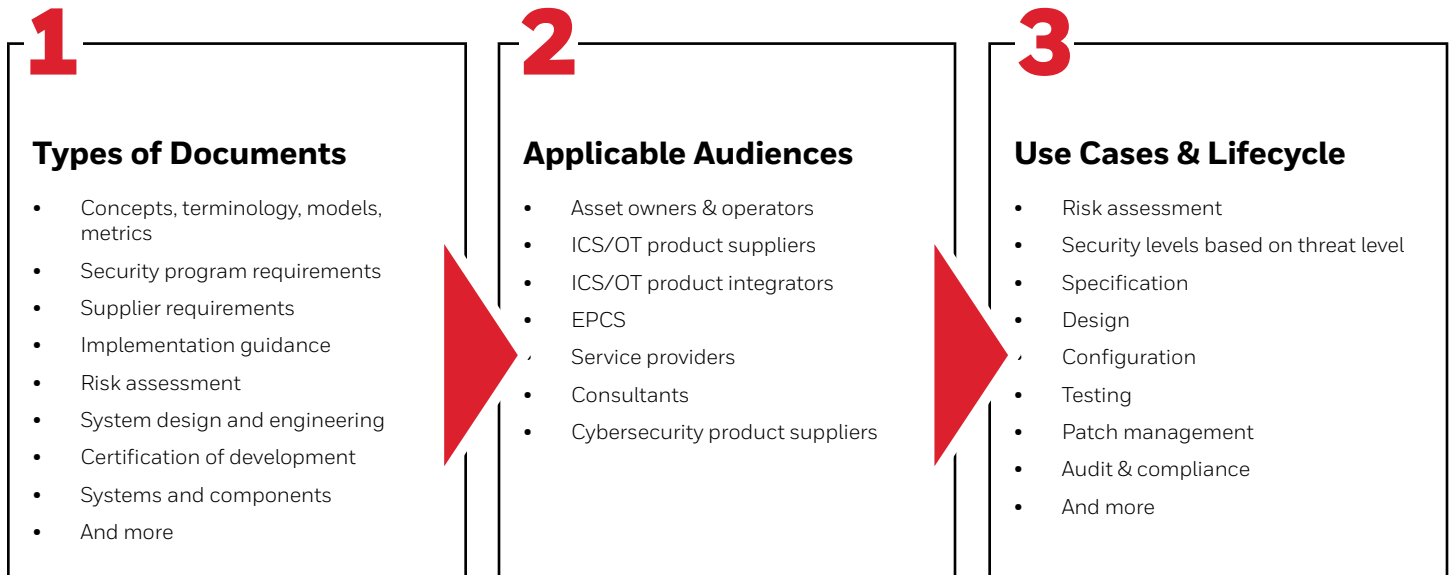 1
Types of Documents
• Concepts, terminology, models,
metrics
• Security program requirements
• Supplier requirements
• Implementation guidance
• Risk assessment
• System design and engineering
• Certification of development
• Systems and components
• And more
2
Applicable Audiences
• Asset owners & operators
• ICS/OT product suppliers
• ICS/OT product integrators
• EPCS
• Service providers
• Consultants
• Cybersecurity product suppliers
3
Use Cases & Lifecycle
• Risk assessment
• Security levels based on threat level
• Specification
• Design
• Configuration
• Testing
• Patch management
• Audit & compliance
• And more